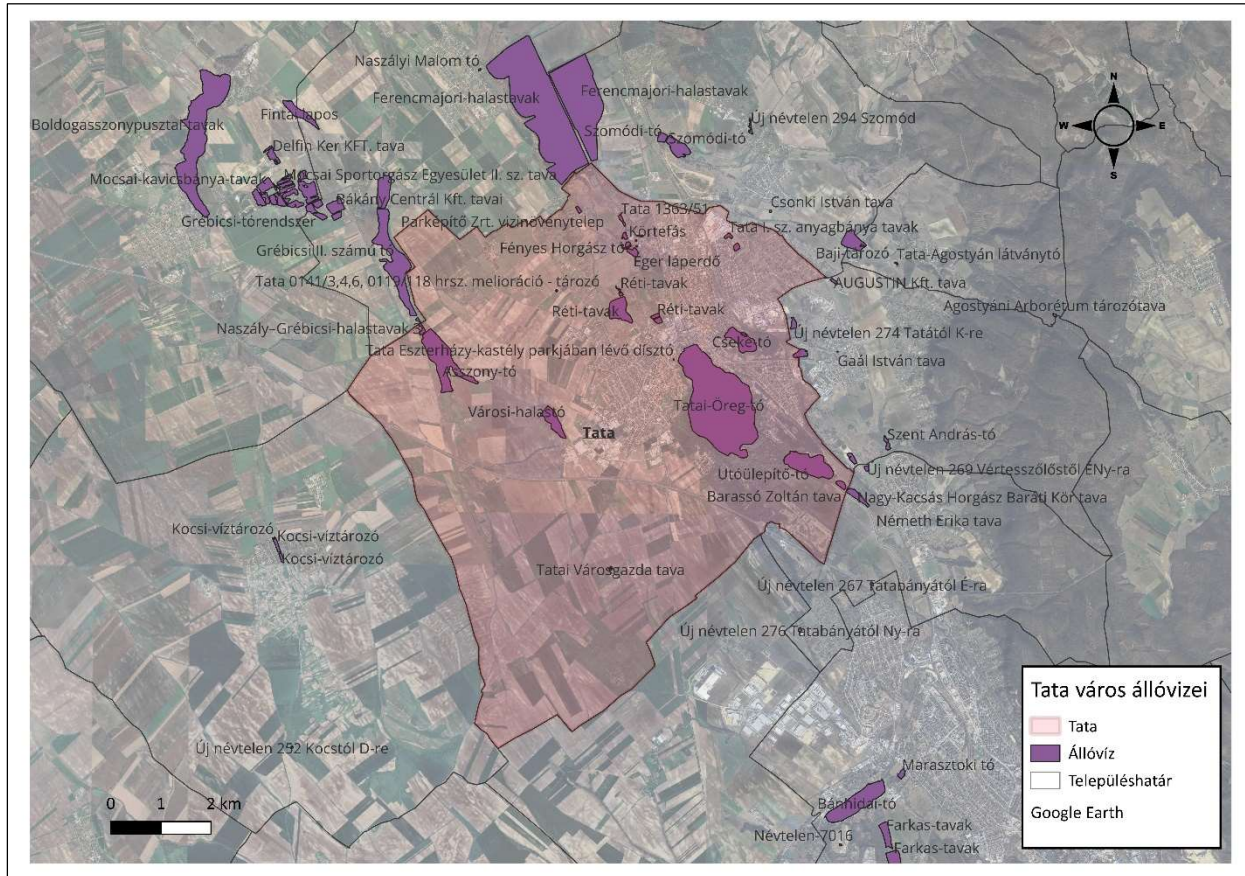 Naszályi Malom tó
Ferencmajori-halastavak
Ferencmajori-halastavak
Boldogasszonypusztai tavak
Fintai lapos
Szomódi-tó
Szomódi-tó
Új névtelen 294 Szomód
N
W
E
S
Delfin Ker KFT. tava
Mocsai-kavicsbánya-tavak
Mocsai Sportorgász Egyesület II. sz. tava
Bákány Centrál Kft. tavai
Grébicsi-tórendszer
Parképítő Zrt. vizinövénytelep
Tata 1363/51
Körtefás
Csonki István tava
Tata I. sz. anyagbánya tavak
Grébicsi II. számú tó
Fényes Horgász tó
Éger láperdő
Baji-tározó
Tata-Agostyán látványtó
Tata 0141/3,4,6, 0119/118 hrsz. melioráció - tározó
Réti-tavak
AUGUSTIN Kft. tava
Réti-tavak
Réti-tavak
Agostyáni Arborétum tározótava
Naszály–Grébicsi-halastavak 3
Új névtelen 274 Tatától K-re
Cseke-tó
Tata Eszterházy-kastély parkjában lévő dísztó
Gaál István tava
Asszony-tó
Városi-halastó
Tatai-Öreg-tó
Tata
Szent András-tó
Utóülepítő-tó
Új névtelen 269 Vértesszőlőstől ÉNy-ra
Barassó Zoltán tava
Nagy-Kacsás Horgász Baráti Kör tava
Németh Erika tava
Kocsi-víztározó
Kocsi-víztározó
Kocsi-víztározó
Tatai Városgazda tava
Új névtelen 267 Tatabányától É-ra
Új névtelen 276 Tatabányától Ny-ra
Új névtelen 252 Kocstól D-re
Marasztoki tó
Bánhidai-tó
Névtelen-7016
Farkas-tavak
Farkas-tavak
0 1 2 km
Tata város állóvizei
Tata
Állóvíz
Településhatár
Google Earth